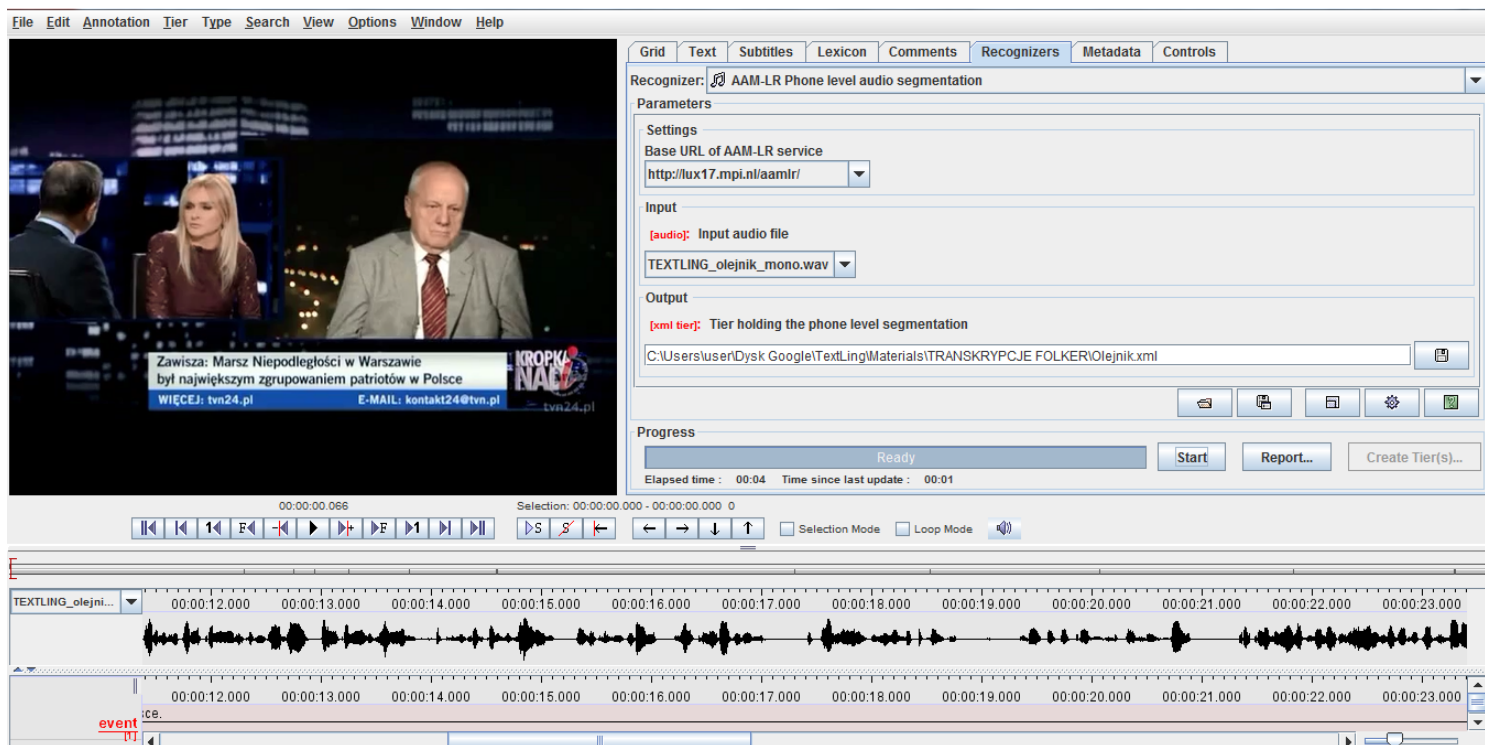 File Edit Annotation Tier Type Search View Options Window Help
Grid Text Subtitles Lexicon Comments Recognizers Metadata Controls
Recognizer: AAM-LR Phone level audio segmentation
Parameters
Settings
Base URL of AAM-LR service
http://lux17.mpi.nl/aamlr/
Input
[audio]: Input audio file
TEXTLING_olejnik_mono.wav
Output
[xml tier]: Tier holding the phone level segmentation
C:\Users\user\Dysk Google\TextLing\Materials\TRANSKRYPCJE FOLKER\Olejnik.xml
Zawisza: Marsz Niepodległości w Warszawie
był największym zgrupowaniem patriotów w Polsce
WIĘCEJ: tvn24.pl E-MAIL: kontakt24@tvn.pl
KROPKA
NAD
tvn24.pl
Progress
Ready
Start Report... Create Tier(s)...
Elapsed time : 00:04 Time since last update : 00:01
00:00:00.066 Selection: 00:00:00.000 - 00:00:00.000 0
1 F F 1 S S Selection Mode Loop Mode
TEXTLING_olejni... 00:00:12.000 00:00:13.000 00:00:14.000 00:00:15.000 00:00:16.000 00:00:17.000 00:00:18.000 00:00:19.000 00:00:20.000 00:00:21.000 00:00:22.000 00:00:23.000
00:00:12.000 00:00:13.000 00:00:14.000 00:00:15.000 00:00:16.000 00:00:17.000 00:00:18.000 00:00:19.000 00:00:20.000 00:00:21.000 00:00:22.000 00:00:23.000
sce.
event
[1]